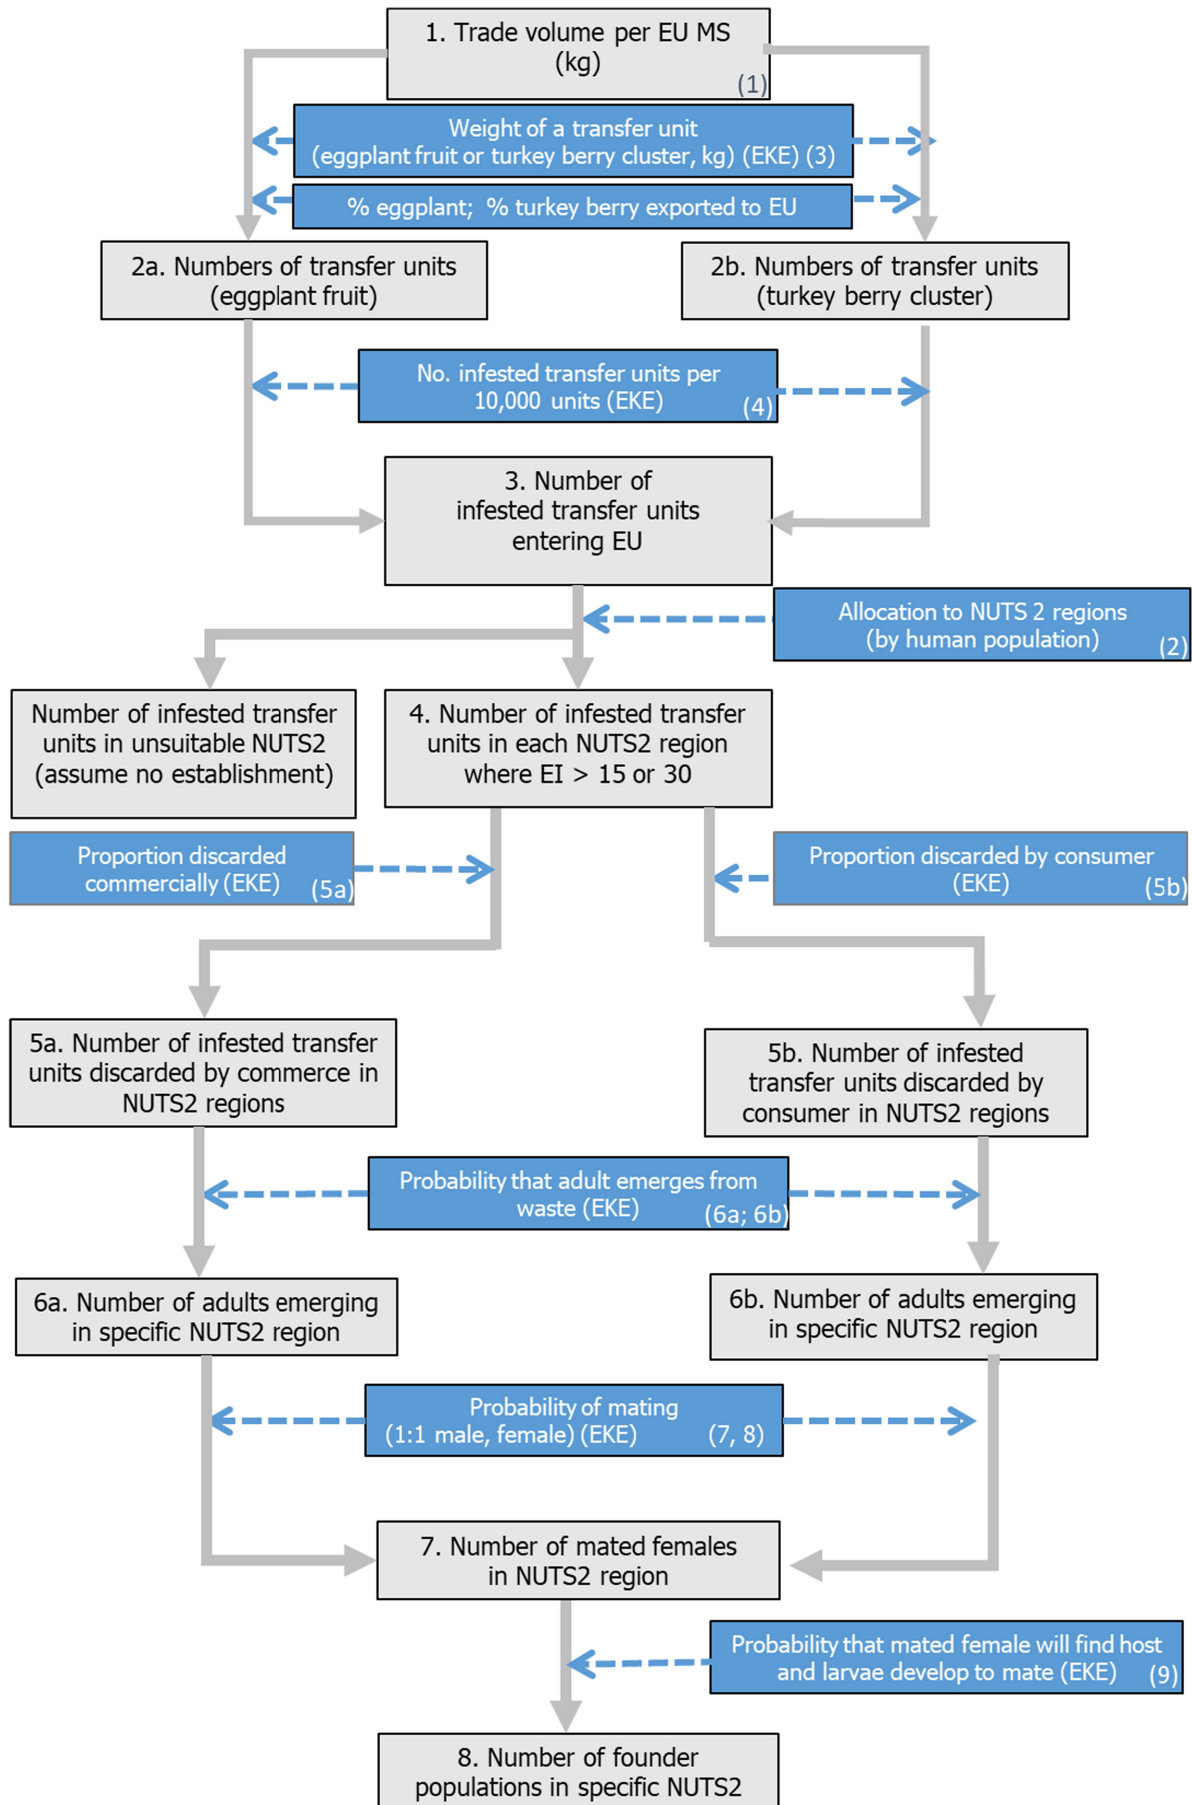 1. Trade volume per EU MS
(kg)
(1)
Weight of a transfer unit
(eggplant fruit or turkey berry cluster, kg) (EKE) (3)
% eggplant; % turkey berry exported to EU
2a. Numbers of transfer units
(eggplant fruit)
2b. Numbers of transfer units
(turkey berry cluster)
No. infested transfer units per
10,000 units (EKE)
(4)
3. Number of
infested transfer units
entering EU
Allocation to NUTS 2 regions
(by human population)
(2)
Number of infested transfer
units in unsuitable NUTS2
(assume no establishment)
4. Number of infested transfer
units in each NUTS2 region
where EI > 15 or 30
Proportion discarded
commercially (EKE)
(5a)
Proportion discarded by consumer
(EKE)
(5b)
5a. Number of infested transfer
units discarded by commerce in
NUTS2 regions
5b. Number of infested
transfer units discarded by
consumer in NUTS2 regions
Probability that adult emerges from
waste (EKE)
(6a; 6b)
6a. Number of adults emerging
in specific NUTS2 region
6b. Number of adults emerging
in specific NUTS2 region
Probability of mating
(1:1 male, female) (EKE) (7, 8)
7. Number of mated females
in NUTS2 region
Probability that mated female will find host
and larvae develop to mate (EKE) (9)
8. Number of founder
populations in specific NUTS2